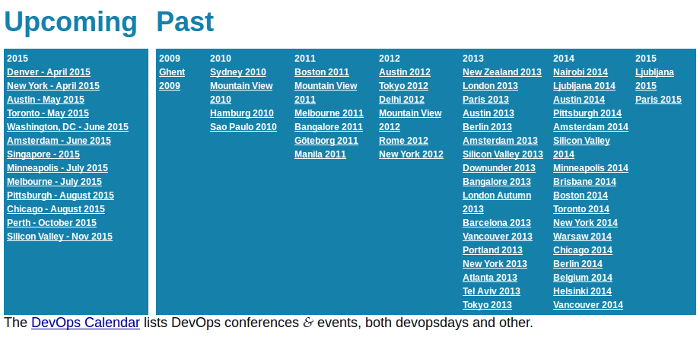 Upcoming
2015
Denver - April 2015
New York - April 2015
Austin - May 2015
Toronto - May 2015
Washington, DC - June 2015
Amsterdam - June 2015
Singapore - 2015
Minneapolis - July 2015
Melbourne - July 2015
Pittsburgh - August 2015
Chicago - August 2015
Perth - October 2015
Silicon Valley - Nov 2015
Past
2009
Ghent
2009
2010
Sydney 2010
Mountain View
2010
Hamburg 2010
Sao Paulo 2010
2011
Boston 2011
Mountain View
2011
Melbourne 2011
Bangalore 2011
Göteborg 2011
Manila 2011
2012
Austin 2012
Tokyo 2012
Delhi 2012
Mountain View
2012
Rome 2012
New York 2012
2013
New Zealand 2013
London 2013
Paris 2013
Austin 2013
Berlin 2013
Amsterdam 2013
Silicon Valley 2013
Downunder 2013
Bangalore 2013
London Autumn
2013
Barcelona 2013
Vancouver 2013
Portland 2013
New York 2013
Atlanta 2013
Tel Aviv 2013
Tokyo 2013
2014
Nairobi 2014
Ljubljana 2014
Austin 2014
Pittsburgh 2014
Amsterdam 2014
Silicon Valley
2014
Minneapolis 2014
Brisbane 2014
Boston 2014
Toronto 2014
New York 2014
Warsaw 2014
Chicago 2014
Berlin 2014
Belgium 2014
Helsinki 2014
Vancouver 2014
2015
Ljubljana
2015
Paris 2015
The DevOps Calendar lists DevOps conferences & events, both devopsdays and other.